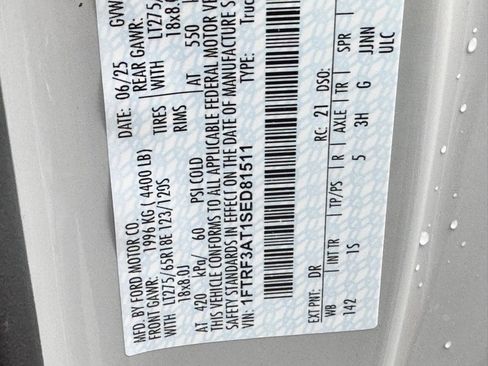 MFD. BY FORD MOTOR CO.
DATE: 06/25 GVW
FRONT GAWR: 1996 KG ( 4400 LB) REAR GAWR:
WITH LT275/65R18E 123/120S TIRES WITH LT275/65
18x8.0J RIMS 18x8.0
AT 420 kPa/ 60 PSI COLD AT 550
THIS VEHICLE CONFORMS TO ALL APPLICABLE FEDERAL MOTOR VE
SAFETY STANDARDS IN EFFECT ON THE DATE OF MANUFACTURE S
VIN: 1FTRF3AT1SED81511 Truc
EXT PNT: DR RC: 21 DSO:
WB INT TR TP/PS R AXLE TR SPR
142 1S 5 3H G JJNN
ULC